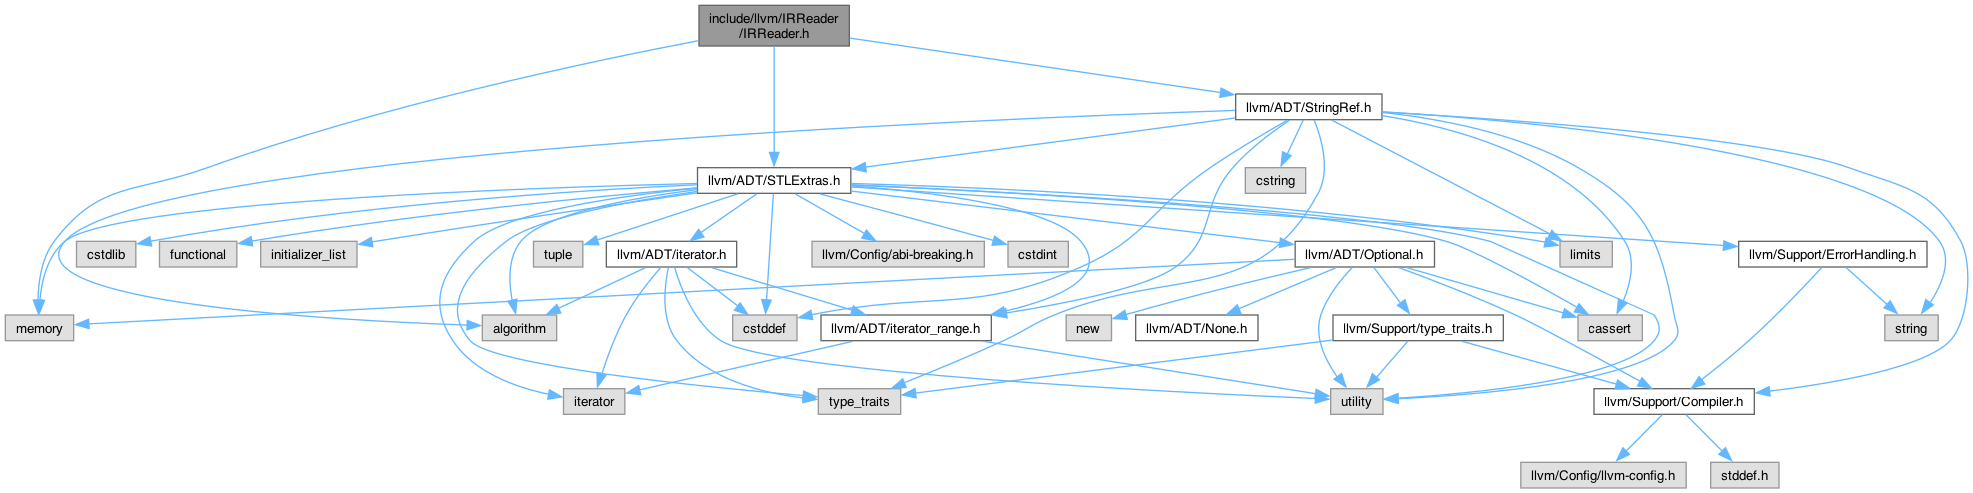 include/llvm/IRReader
/IRReader.h
llvm/ADT/StringRef.h
llvm/ADT/STLExtras.h
cstring
cstdlib
functional
initializer_list
tuple
llvm/ADT/iterator.h
llvm/Config/abi-breaking.h
cstdint
llvm/ADT/Optional.h
limits
llvm/Support/ErrorHandling.h
memory
algorithm
cstddef
llvm/ADT/iterator_range.h
new
llvm/ADT/None.h
llvm/Support/type_traits.h
cassert
string
iterator
type_traits
utility
llvm/Support/Compiler.h
llvm/Config/llvm-config.h
stddef.h